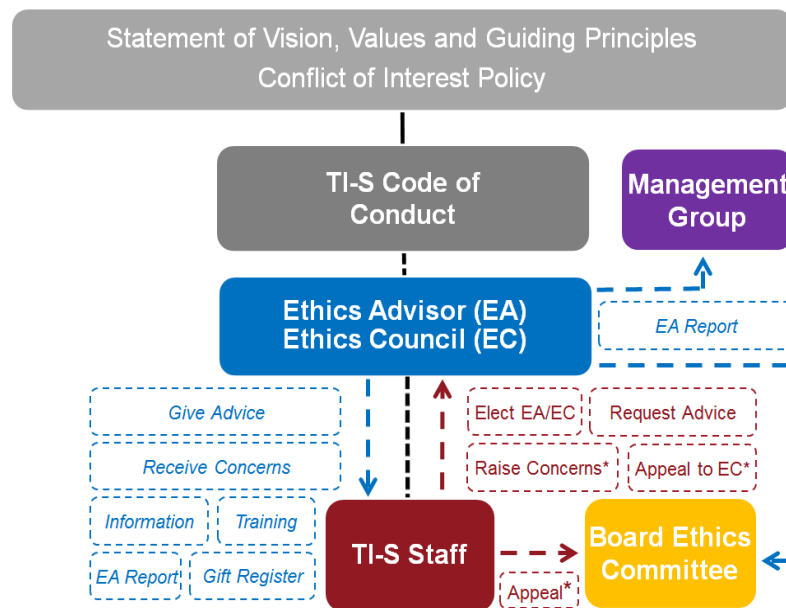 Statement of Vision, Values and Guiding Principles
Conflict of Interest Policy
TI-S Code of
Conduct
Management
Group
Ethics Advisor (EA)
Ethics Council (EC)
EA Report
Give Advice
Elect EA/EC
Request Advice
Receive Concerns
Raise Concerns*
Appeal to EC*
Information
Training
EA Report
Gift Register
TI-S Staff
Appeal*
Board Ethics
Committee